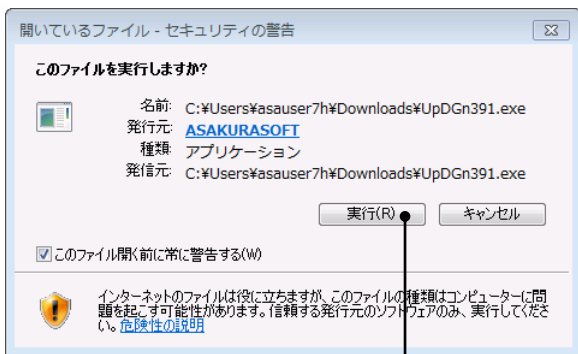 開いているファイル - セキュリティの警告
このファイルを実行しますか?
名前: C:¥Users¥asauser7h¥Downloads¥UpDGn391.exe
発行元: ASAKURASOFT
種類: アプリケーション
発信元: C:¥Users¥asauser7h¥Downloads¥UpDGn391.exe
実行(R) キャンセル
このファイル開く前に常に警告する(W)
インターネットのファイルは役に立ちますが、このファイルの種類はコンピューターに問
題を起こす可能性があります。信頼する発行元のソフトウェアのみ、実行してくださ
い。危険性の説明